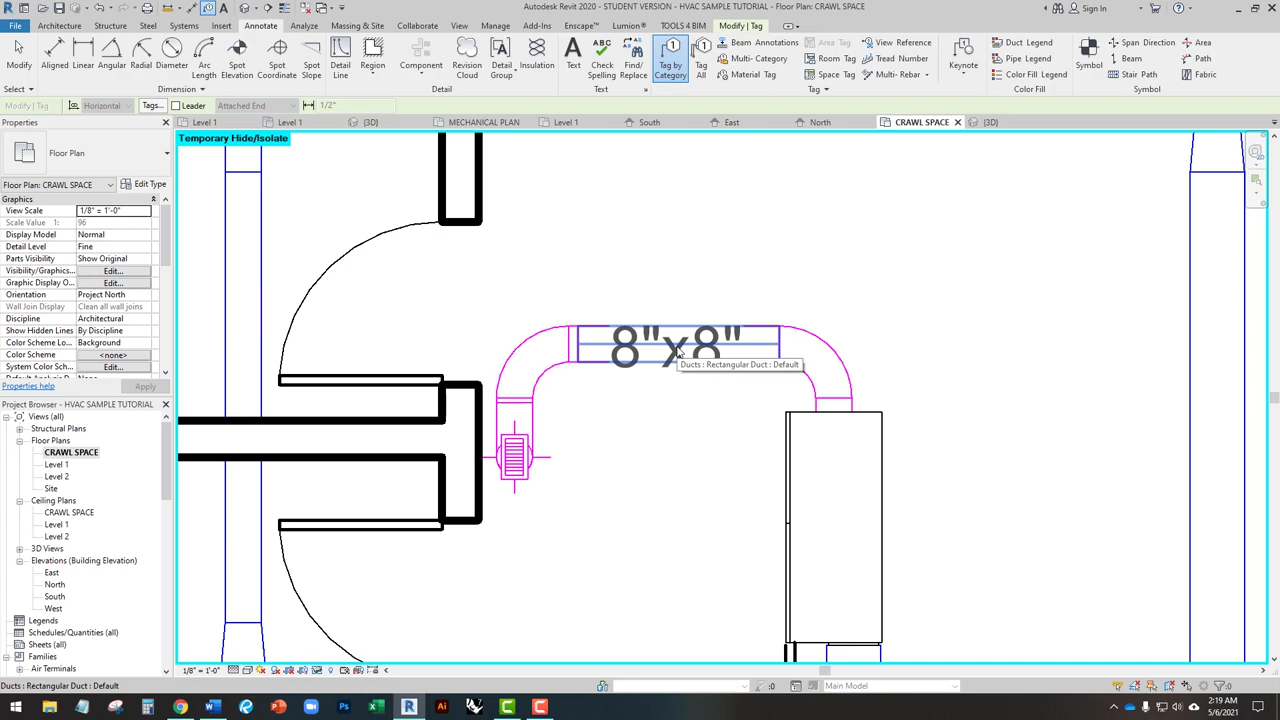 Autodesk Revit 2020 - STUDENT VERSION - HVAC SAMPLE TUTORIAL - Floor Plan: CRAWL SPACE
Sign In
File Architecture Structure Steel Systems Insert Annotate Analyze Massing & Site Collaborate View Manage Add-Ins Enscape™ Lumion® TOOLS 4 BIM Modify | Tag
Modify Aligned Linear Angular Radial Diameter Arc Length Spot Elevation Spot Coordinate Spot Slope Detail Line Region Component Revision Cloud Detail Group Insulation Text Check Spelling Find/ Replace Tag by Category Tag All
Beam Annotations Area Tag View Reference Keynote Duct Legend Symbol Span Direction Area
Multi- Category Room Tag Tread Number Pipe Legend Beam Path
Material Tag Space Tag Multi- Rebar Color Fill Legend Stair Path Fabric
Select Dimension Detail Text Tag Color Fill Symbol
Modify | Tag Horizontal Tags... Leader Attached End 1/2"
Properties
Level 1 Level 1 {3D} MECHANICAL PLAN Level 1 South East North CRAWL SPACE {3D}
Temporary Hide/Isolate
Floor Plan
Floor Plan: CRAWL SPACE Edit Type
Graphics
View Scale 1/8" = 1'-0"
Scale Value 1: 96
Display Model Normal
Detail Level Fine
Parts Visibility Show Original
Visibility/Graphics... Edit...
Graphic Display O... Edit...
Orientation Project North
Wall Join Display Clean all wall joins
Discipline Architectural
Show Hidden Lines By Discipline
Color Scheme Lo... Background
Color Scheme <none>
System Color Sch... Edit...
Properties help Apply
8"x8"
Ducts : Rectangular Duct : Default
Project Browser - HVAC SAMPLE TUTORIAL
Views (all)
Structural Plans
Floor Plans
CRAWL SPACE
Level 1
Level 2
Site
Ceiling Plans
CRAWL SPACE
Level 1
Level 2
3D Views
Elevations (Building Elevation)
East
North
South
West
Legends
Schedules/Quantities (all)
Sheets (all)
Families
Air Terminals
1/8" = 1'-0"
Ducts : Rectangular Duct : Default :0 Main Model :0
2:19 AM
5/6/2021